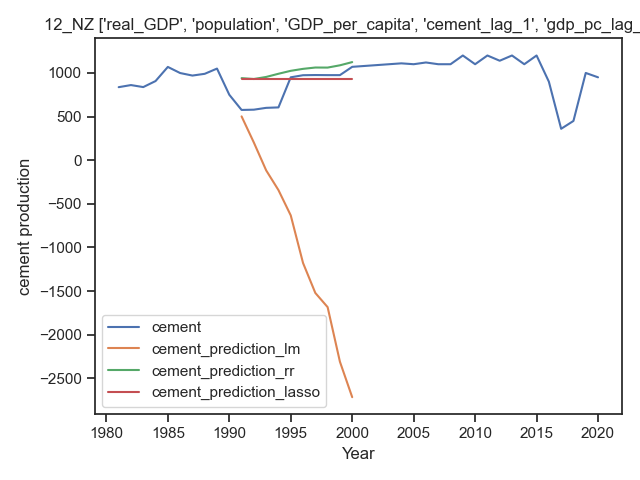 12_NZ ['real_GDP', 'population', 'GDP_per_capita', 'cement_lag_1', 'gdp_pc_lag_
1000
500
0
−500
−1000
−1500
−2000
−2500
cement production
cement
cement_prediction_lm
cement_prediction_rr
cement_prediction_lasso
1980 1985 1990 1995 2000 2005 2010 2015 2020
Year